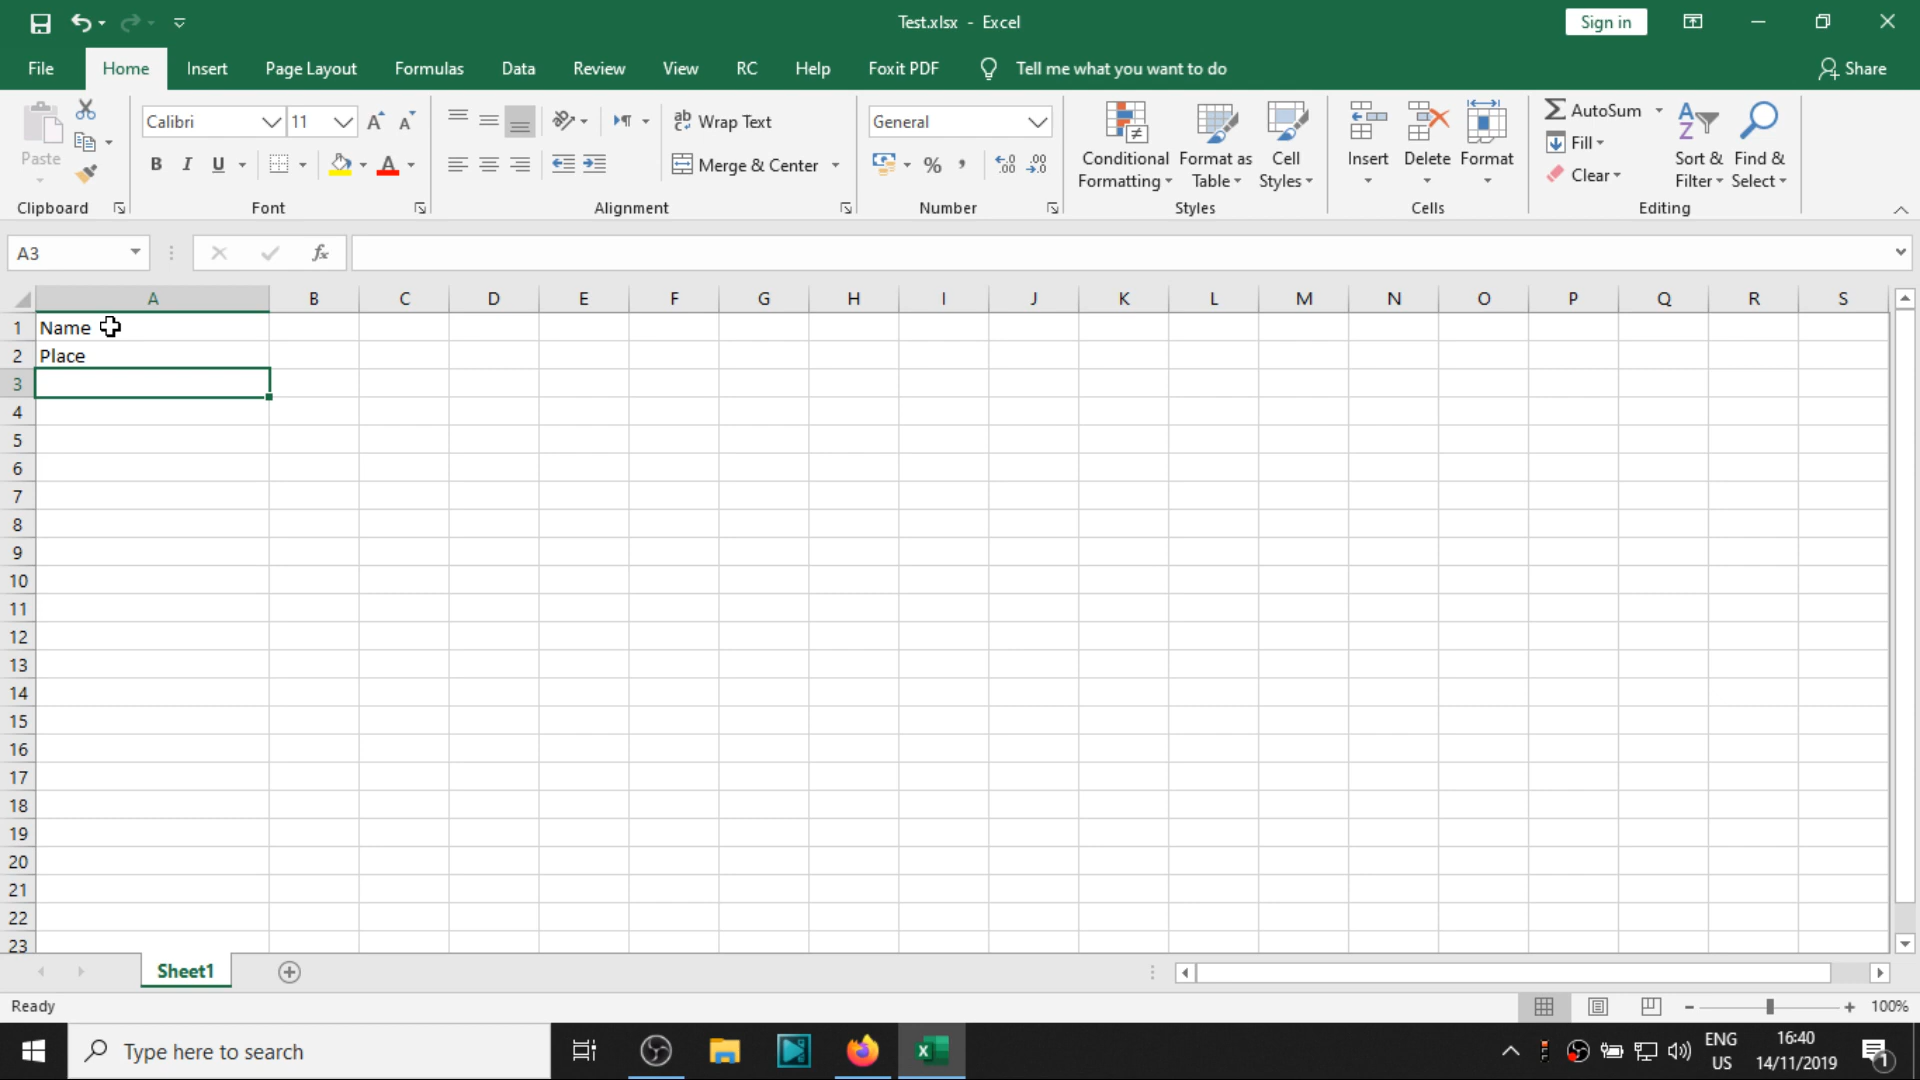 Test.xlsx - Excel
Sign in
File Home Insert Page Layout Formulas Data Review View RC Help Foxit PDF Tell me what you want to do Share
Calibri 11 Wrap Text General AutoSum
Paste B I U Merge & Center % Conditional Formatting Format as Table Cell Styles Insert Delete Format Fill Clear Sort & Filter Find & Select
Clipboard Font Alignment Number Styles Cells Editing
A3 fx
A B C D E F G H I J K L M N O P Q R S
1 Name
2 Place
3
4
5
6
7
8
9
10
11
12
13
14
15
16
17
18
19
20
21
22
23
Sheet1
Ready 100%
Type here to search
ENG 16:40
US 14/11/2019 1